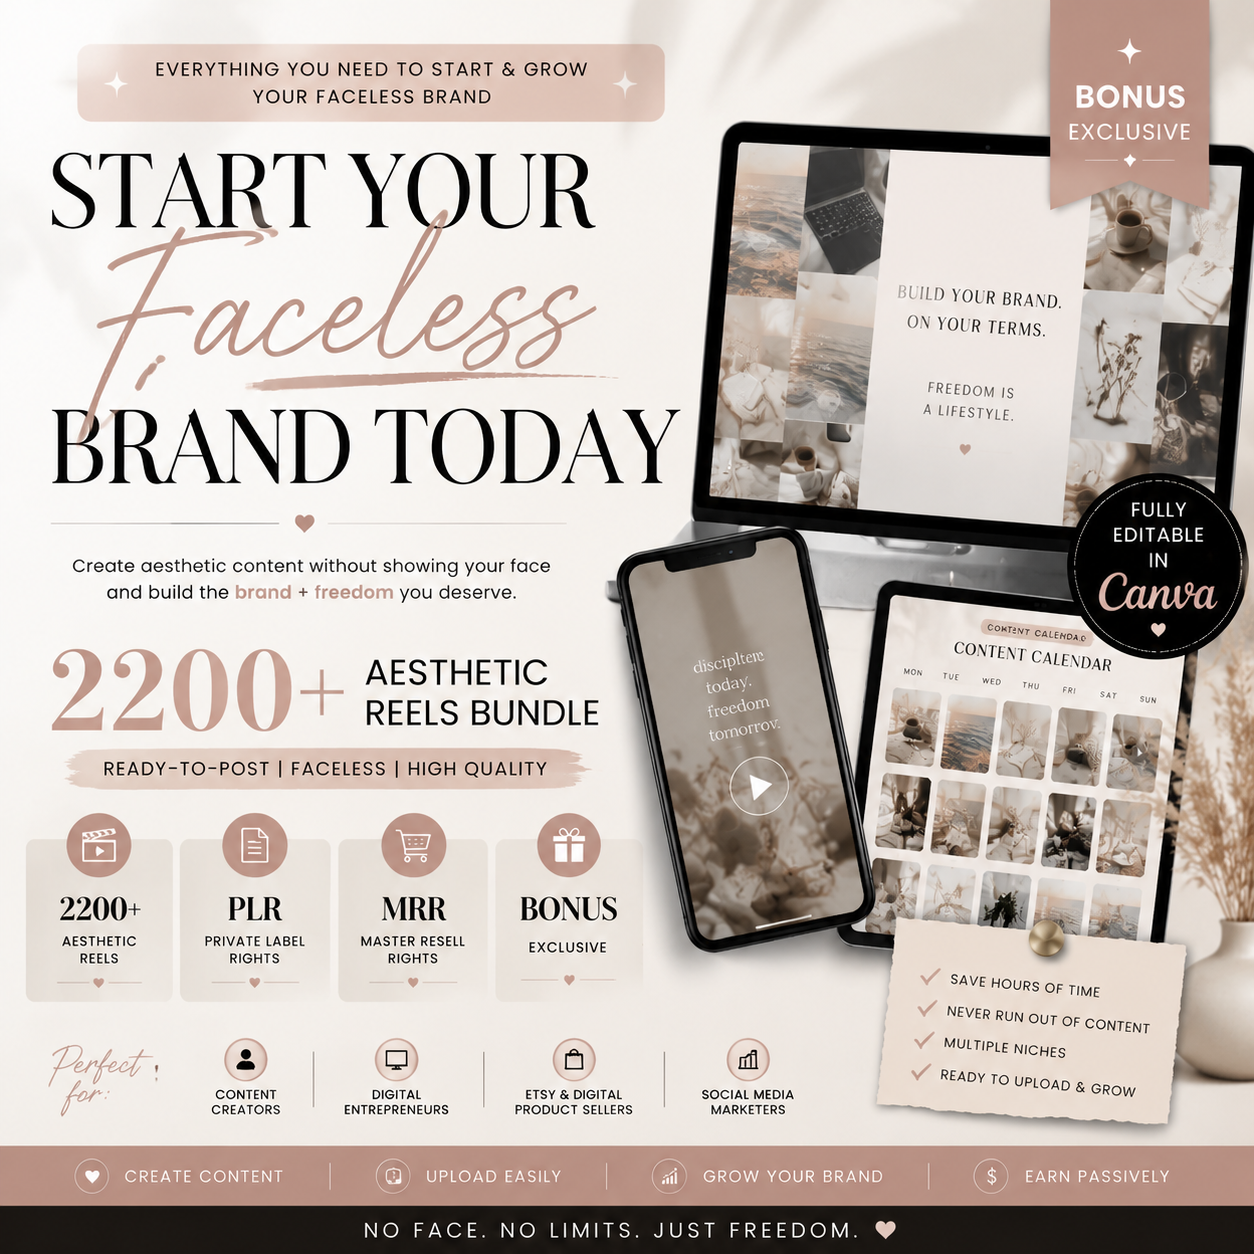 EVERYTHING YOU NEED TO START & GROW
YOUR FACELESS BRAND
START YOUR
Faceless
BRAND TODAY
Create aesthetic content without showing your face
and build the brand + freedom you deserve.
2200+
AESTHETIC
REELS BUNDLE
READY-TO-POST | FACELESS | HIGH QUALITY
2200+
AESTHETIC
REELS
PLR
PRIVATE LABEL
RIGHTS
MRR
MASTER RESELL
RIGHTS
BONUS
EXCLUSIVE
Perfect
for:
CONTENT
CREATORS
DIGITAL
ENTREPRENEURS
ETSY & DIGITAL
PRODUCT SELLERS
SOCIAL MEDIA
MARKETERS
BONUS
EXCLUSIVE
BUILD YOUR BRAND.
ON YOUR TERMS.
FREEDOM IS
A LIFESTYLE.
FULLY
EDITABLE
IN
Canva
today.
freedom
tomorrov.
CONTENT CALENDAR
MON TUE WED THU FRI SAT SUN
SAVE HOURS OF TIME
NEVER RUN OUT OF CONTENT
MULTIPLE NICHES
READY TO UPLOAD & GROW
CREATE CONTENT
UPLOAD EASILY
GROW YOUR BRAND
$ EARN PASSIVELY
NO FACE. NO LIMITS. JUST FREEDOM.